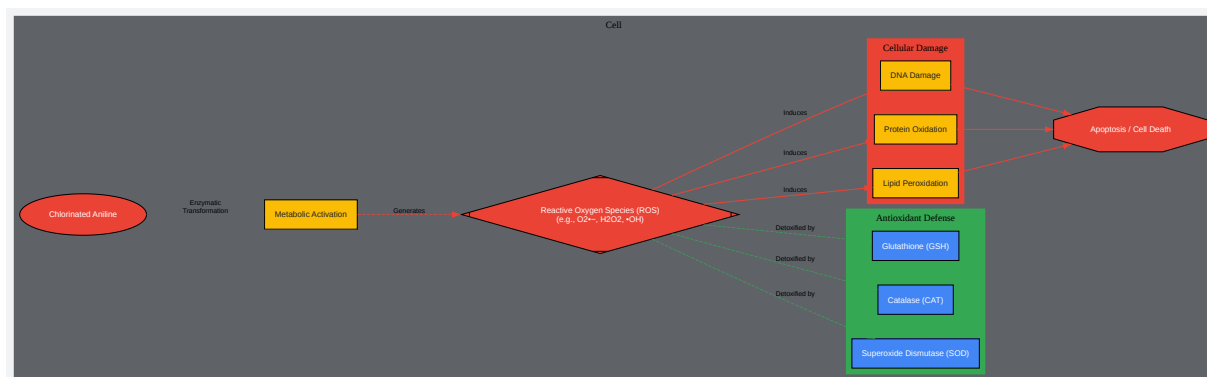 Cell
Chlorinated Aniline
Enzymatic
Transformation
Metabolic Activation
Generates
Reactive Oxygen Species (ROS)
(e.g., O2•−, H2O2, •OH)
Induces
Induces
Induces
Detoxified by
Detoxified by
Detoxified by
Cellular Damage
DNA Damage
Protein Oxidation
Lipid Peroxidation
Antioxidant Defense
Glutathione (GSH)
Catalase (CAT)
Superoxide Dismutase (SOD)
Apoptosis / Cell Death